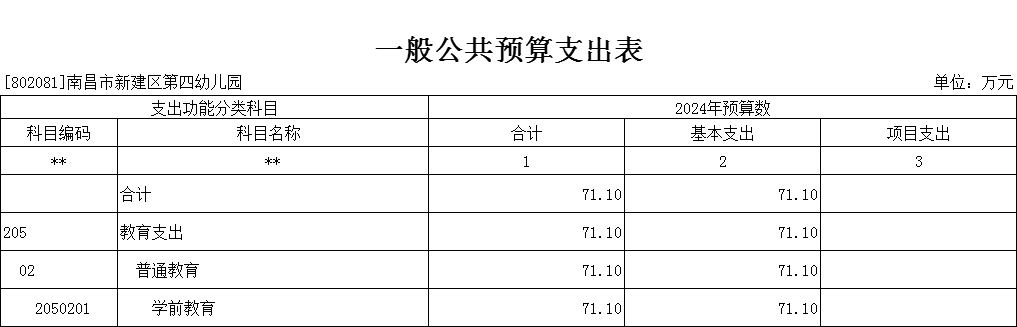 一般公共预算支出表
[802081]南昌市新建区第四幼儿园 单位：万元
支出功能分类科目 2024年预算数
科目编码 科目名称 合计 基本支出 项目支出
** ** 1 2 3
合计 71.10 71.10
205 教育支出 71.10 71.10
02 普通教育 71.10 71.10
2050201 学前教育 71.10 71.10